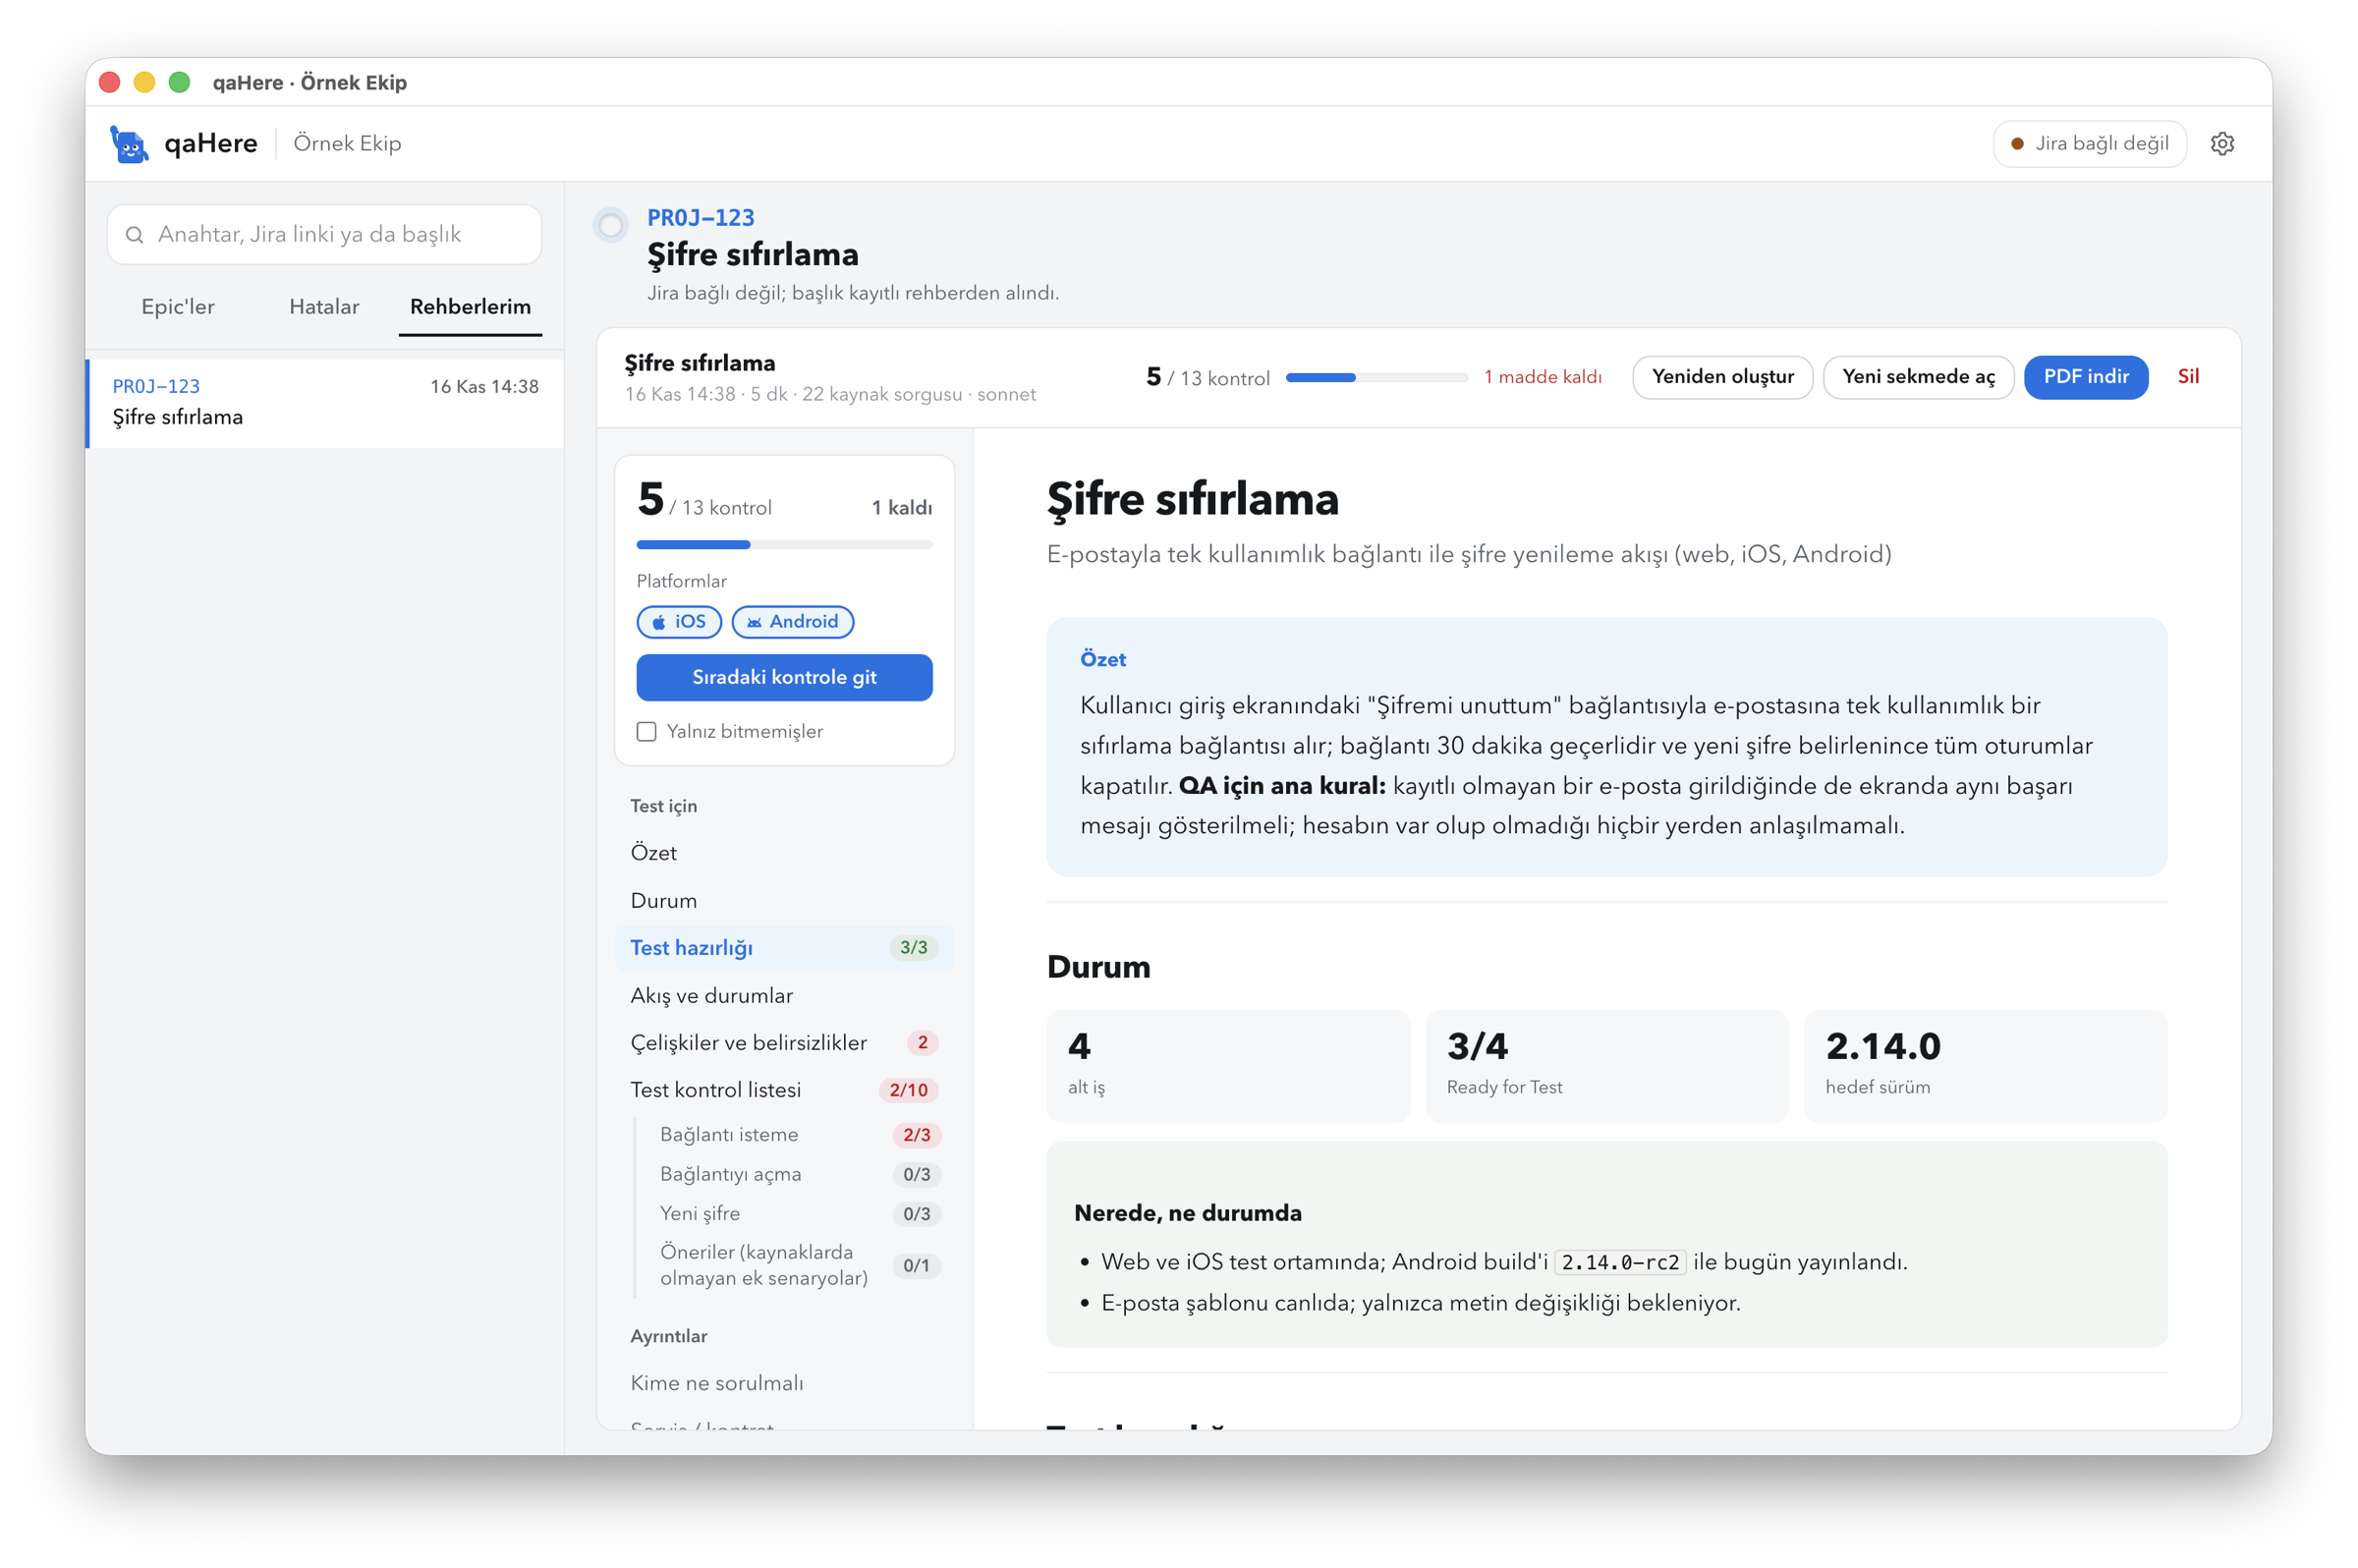 qaHere · Örnek Ekip
qaHere
Örnek Ekip
Jira bağlı değil
Anahtar, Jira linki ya da başlık
Epic'ler
Hatalar
Rehberlerim
PROJ-123
16 Kas 14:38
Şifre sıfırlama
PROJ-123
Şifre sıfırlama
Jira bağlı değil; başlık kayıtlı rehberden alındı.
Şifre sıfırlama
16 Kas 14:38 · 5 dk · 22 kaynak sorgusu · sonnet
5 / 13 kontrol
1 madde kaldı
Yeniden oluştur
Yeni sekmede aç
PDF indir
Sil
5 / 13 kontrol
1 kaldı
Platformlar
iOS
Android
Sıradaki kontrole git
Yalnız bitmemişler
Test için
Özet
Durum
Test hazırlığı
3/3
Akış ve durumlar
Çelişkiler ve belirsizlikler
2
Test kontrol listesi
2/10
Bağlantı isteme
2/3
Bağlantıyı açma
0/3
Yeni şifre
0/3
Öneriler (kaynaklarda
olmayan ek senaryolar)
0/1
Ayrıntılar
Kime ne sorulmalı
Şifre sıfırlama
E-postayla tek kullanımlık bağlantı ile şifre yenileme akışı (web, iOS, Android)
Özet
Kullanıcı giriş ekranındaki "Şifremi unuttum" bağlantısıyla e-postasına tek kullanımlık bir
sıfırlama bağlantısı alır; bağlantı 30 dakika geçerlidir ve yeni şifre belirlenince tüm oturumlar
kapatılır. QA için ana kural: kayıtlı olmayan bir e-posta girildiğinde de ekranda aynı başarı
mesajı gösterilmeli; hesabın var olup olmadığı hiçbir yerden anlaşılmamalı.
Durum
4
alt iş
3/4
Ready for Test
2.14.0
hedef sürüm
Nerede, ne durumda
• Web ve iOS test ortamında; Android build'i 2.14.0-rc2 ile bugün yayınlandı.
• E-posta şablonu canlıda; yalnızca metin değişikliği bekleniyor.